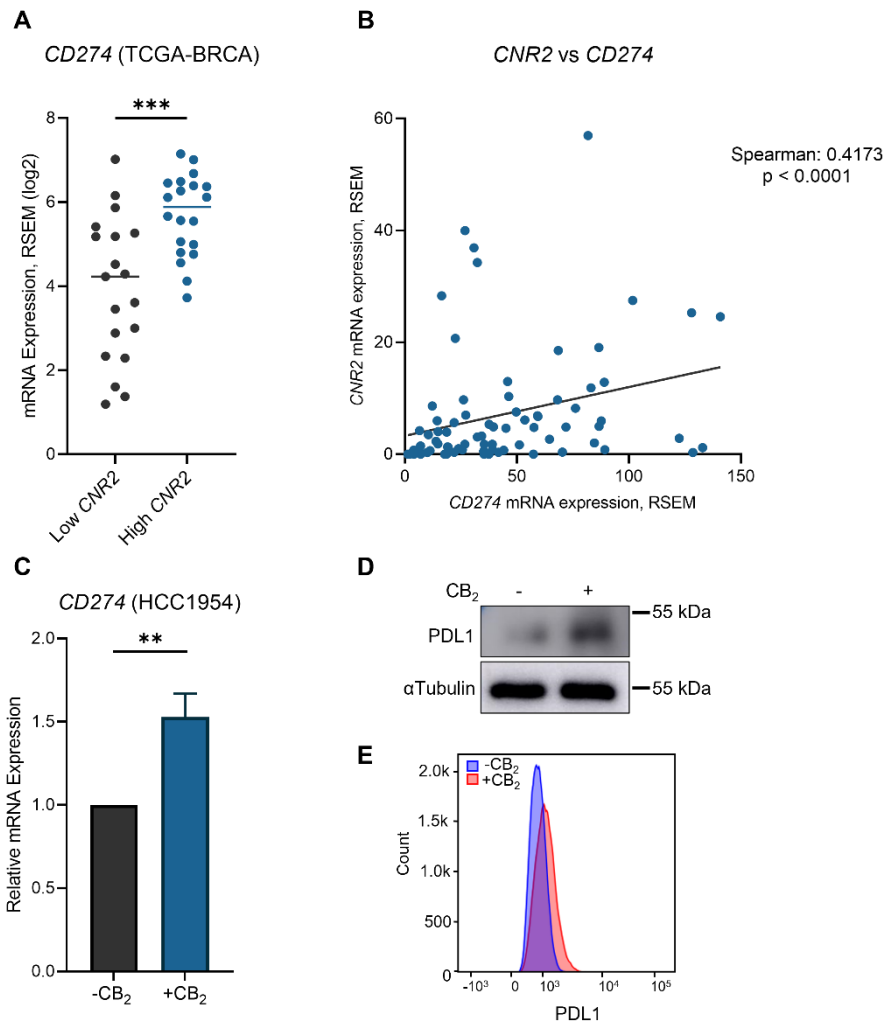 A
CD274 (TCGA-BRCA)
***
mRNA Expression, RSEM (log2)
8
6
4
2
0
Low CNR2
High CNR2
B
CNR2 vs CD274
Spearman: 0.4173
p < 0.0001
CNR2 mRNA expression, RSEM
60
40
20
0
0
50
100
150
CD274 mRNA expression, RSEM
C
CD274 (HCC1954)
**
Relative mRNA Expression
2.0
1.5
1.0
0.5
0.0
-CB₂
+CB₂
D
CB₂ - +
PDL1
55 kDa
αTubulin
55 kDa
E
-CB₂
+CB₂
Count
2.0k
1.5k
1.0k
500
0
-10³ 0 10³ 10⁴ 10⁵
PDL1